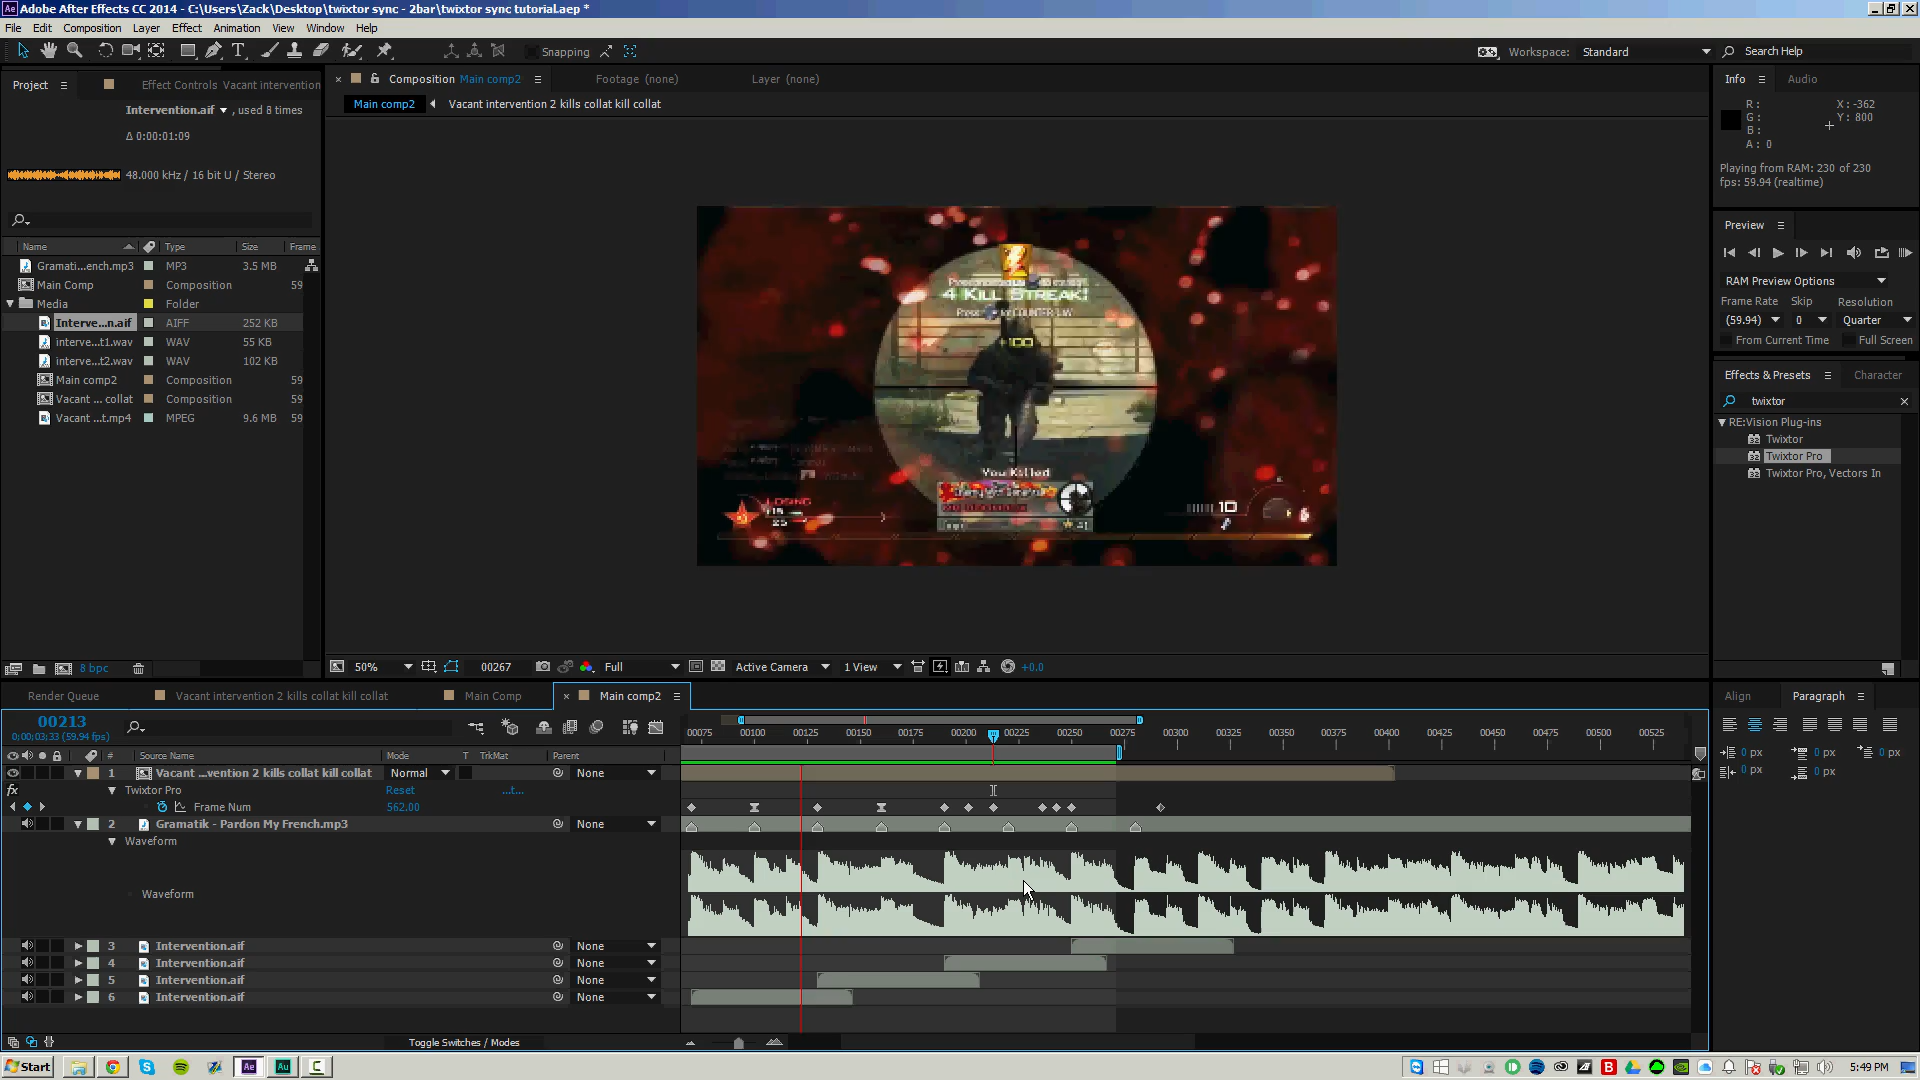 Adobe After Effects CC 2014 - C:\Users\Zack\Desktop\twixtor sync - 2bar\twixtor sync tutorial.aep *
File Edit Composition Layer Effect Animation View Window Help
Snapping
Workspace: Standard
Search Help
Project
Effect Controls Vacant intervention
Intervention.aif , used 8 times
Δ 0:00:01:09
48.000 kHz / 16 bit U / Stereo
Name Type Size Frame
Gramati...ench.mp3 MP3 3.5 MB
Main Comp Composition 59
Media Folder
Interve...n.aif AIFF 252 KB
interve...t1.wav WAV 55 KB
interve...t2.wav WAV 102 KB
Main comp2 Composition 59
Vacant ... collat Composition 59
Vacant ...t.mp4 MPEG 9.6 MB 59
8 bpc
Composition Main comp2
Footage (none)
Layer (none)
Main comp2 Vacant intervention 2 kills collat kill collat
4 Kill Streak!
100
You Killed
LOSING
10
50% 00267 Full Active Camera 1 View +0.0
Info Audio
R :
G :
B :
A : 0
X : -362
Y : 800
Playing from RAM: 230 of 230
fps: 59.94 (realtime)
Preview
RAM Preview Options
Frame Rate Skip Resolution
(59.94) 0 Quarter
From Current Time Full Screen
Effects & Presets Character
twixtor
RE:Vision Plug-ins
Twixtor
Twixtor Pro
Twixtor Pro, Vectors In
Align Paragraph
0 px 0 px 0 px
0 px 0 px
Render Queue Vacant intervention 2 kills collat kill collat Main Comp Main comp2
00213
0;00;03;33 (59.94 fps)
00075 00100 00125 00150 00175 00200 00225 00250 00275 00300 00325 00350 00375 00400 00425 00450 00475 00500 00525
# Source Name Mode T TrkMat Parent
1 Vacant ...vention 2 kills collat kill collat Normal None
fx Twixtor Pro Reset ...t...
Frame Num 562.00
2 Gramatik - Pardon My French.mp3 None
Waveform
Waveform
3 Intervention.aif None
4 Intervention.aif None
5 Intervention.aif None
6 Intervention.aif None
Toggle Switches / Modes
Start
Ae
Au
C
B
5:49 PM